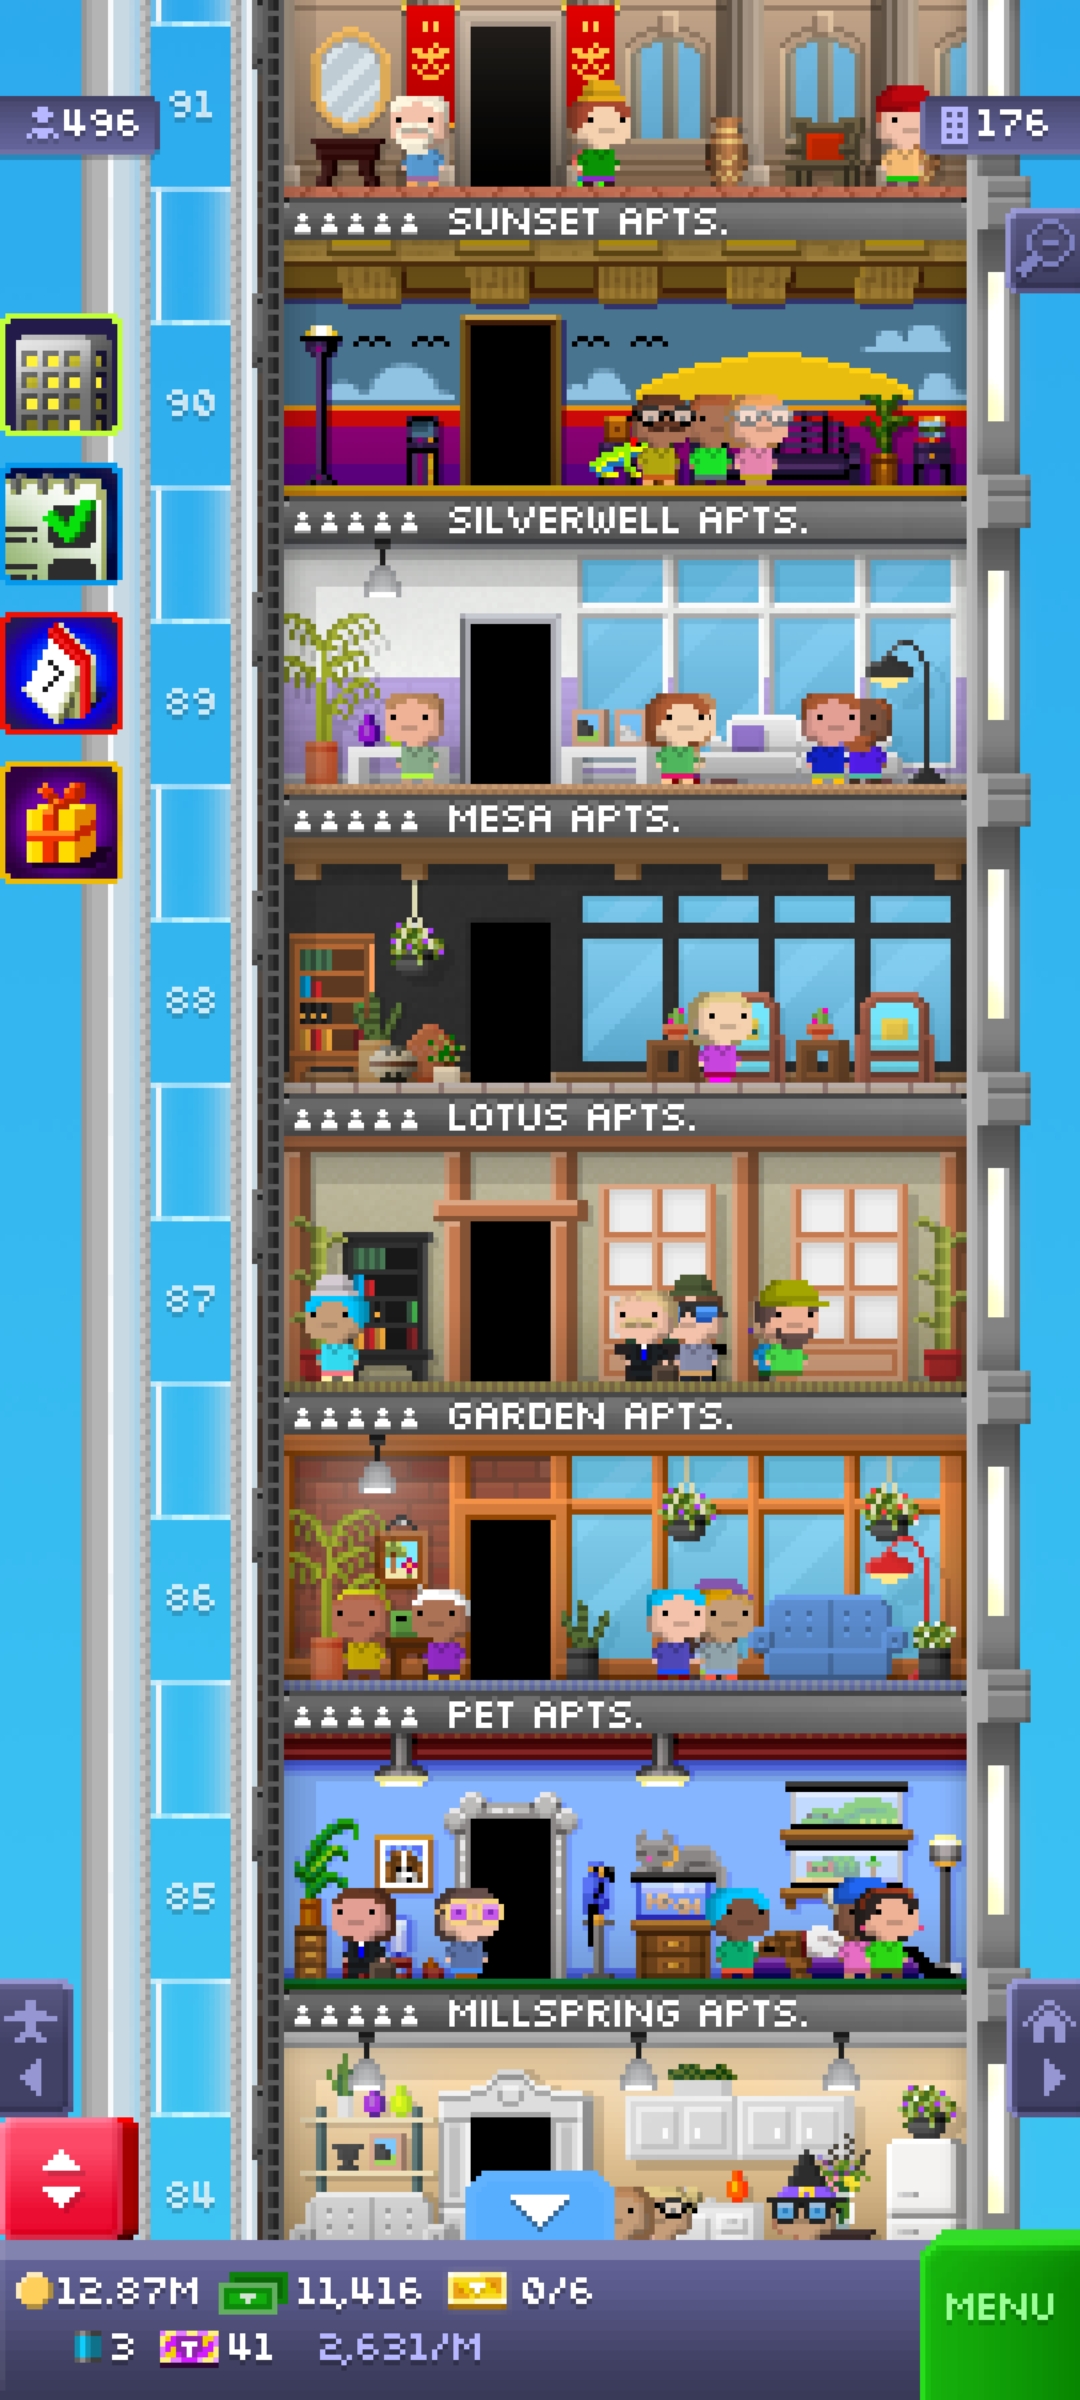 91
496
176
SUNSET APTS.
90
SILVERWELL APTS.
89
MESA APTS.
88
LOTUS APTS.
87
GARDEN APTS.
86
PET APTS.
85
MILLSPRING APTS.
84
12.87M 11,416 0/6
MENU
3 T 41 2,631/M